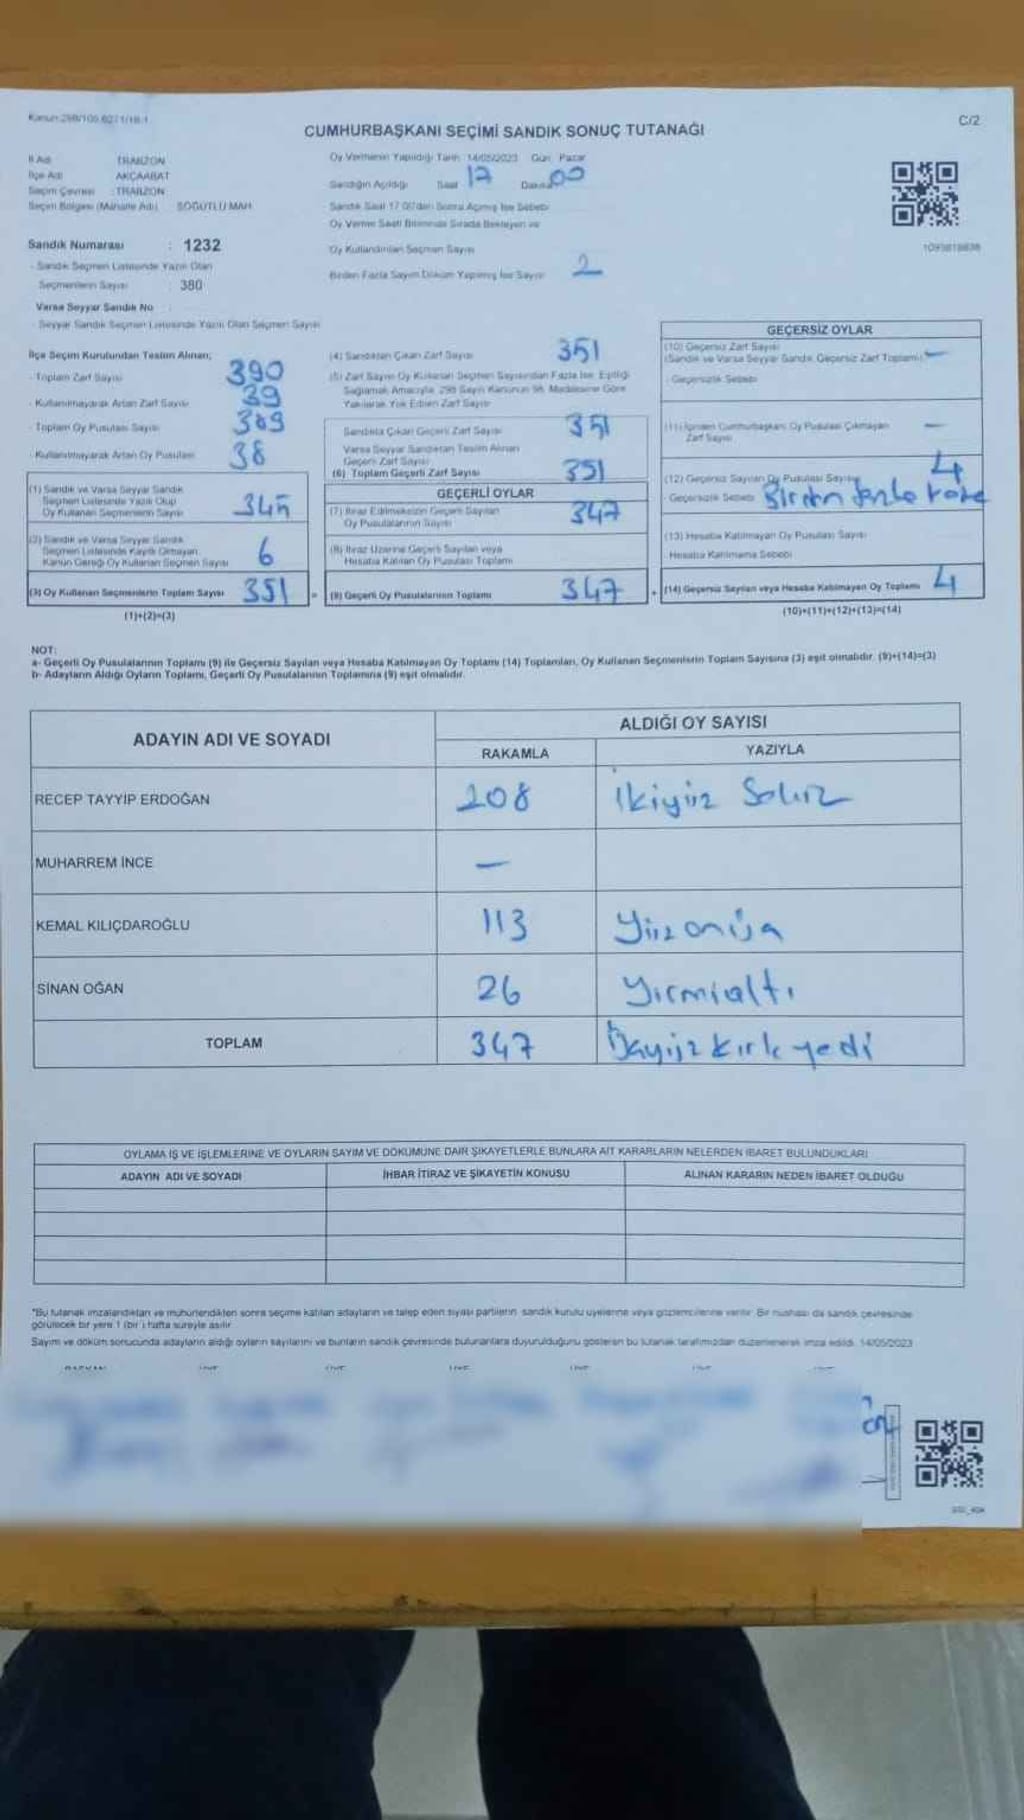 Kanun:298/105,6271/18-1
C/2
CUMHURBAŞKANI SEÇİMİ SANDIK SONUÇ TUTANAĞI
İl Adı : TRABZON
İlçe Adı : AKÇAABAT
Seçim Çevresi : TRABZON
Seçim Bölgesi (Mahalle Adı) SÖĞÜTLÜ MAH.
Sandık Numarası : 1232
- Sandık Seçmen Listesinde Yazılı Olan
Seçmenlerin Sayısı : 380
Varsa Seyyar Sandık No :
- Seyyar Sandık Seçmen Listesinde Yazılı Olan Seçmen Sayısı
Oy Vermenin Yapıldığı Tarih 14/05/2023 Gün Pazar
Sandığın Açıldığı Saat 17 Dakika 00
- Sandık Saat 17.00'dan Sonra Açılmış İse Sebebi
Oy Verme Saati Bitiminde Sırada Bekleyen ve
Oy Kullandırılan Seçmen Sayısı
Birden Fazla Sayım Döküm Yapılmış İse Sayısı 2
1095818838
İlçe Seçim Kurulundan Teslim Alınan;
- Toplam Zarf Sayısı 390
- Kullanılmayarak Artan Zarf Sayısı 39
- Toplam Oy Pusulası Sayısı 389
- Kullanılmayarak Artan Oy Pusulası 38
(1) Sandık ve Varsa Seyyar Sandık
Seçmen Listesinde Yazılı Olup
Oy Kullanan Seçmenlerin Sayısı 345
(2) Sandık ve Varsa Seyyar Sandık
Seçmen Listesinde Kayıtlı Olmayan
Kanun Gereği Oy Kullanan Seçmen Sayısı 6
(3) Oy Kullanan Seçmenlerin Toplam Sayısı 351
(1)+(2)=(3)
(4) Sandıktan Çıkan Zarf Sayısı 351
(5) Zarf Sayısı Oy Kullanan Seçmen Sayısından Fazla İse Eşitliği
Sağlamak Amacıyla 298 Sayılı Kanunun 98. Maddesine Göre
Yakılarak Yok Edilen Zarf Sayısı
Sandıkta Çıkan Geçerli Zarf Sayısı 351
Varsa Seyyar Sandıktan Teslim Alınan
Geçerli Zarf Sayısı
(6) Toplam Geçerli Zarf Sayısı 351
GEÇERLİ OYLAR
(7) İtiraz Edilmeksizin Geçerli Sayılan
Oy Pusulalarının Sayısı 347
(8) İtiraz Üzerine Geçerli Sayılan veya
Hesaba Katılan Oy Pusulası Toplamı
= (9) Geçerli Oy Pusulalarının Toplamı 347
GEÇERSİZ OYLAR
(10) Geçersiz Zarf Sayısı
(Sandık ve Varsa Seyyar Sandık Geçersiz Zarf Toplamı) —
- Geçersizlik Sebebi
(11) İçinden Cumhurbaşkanı Oy Pusulası Çıkmayan
Zarf Sayısı —
(12) Geçersiz Sayılan Oy Pusulası Sayısı 4
- Geçersizlik Sebebi Birden fazla
(13) Hesaba Katılmayan Oy Pusulası Sayısı
Hesaba Katılmama Sebebi
+ (14) Geçersiz Sayılan veya Hesaba Katılmayan Oy Toplamı 4
(10)+(11)+(12)+(13)=(14)
NOT:
a- Geçerli Oy Pusulalarının Toplamı (9) ile Geçersiz Sayılan veya Hesaba Katılmayan Oy Toplamı (14) Toplamları, Oy Kullanan Seçmenlerin Toplam Sayısına (3) eşit olmalıdır. (9)+(14)=(3)
b- Adayların Aldığı Oyların Toplamı, Geçerli Oy Pusulalarının Toplamına (9) eşit olmalıdır.
ADAYIN ADI VE SOYADI
ALDIĞI OY SAYISI
RAKAMLA YAZIYLA
RECEP TAYYİP ERDOĞAN 208 ikiyüz Sekiz
MUHARREM İNCE —
KEMAL KILIÇDAROĞLU 113 Yüzonüç
SİNAN OĞAN 26 Yirmialtı
TOPLAM 347 Üçyüzkırkyedi
OYLAMA İŞ VE İŞLEMLERİNE VE OYLARIN SAYIM VE DÖKÜMÜNE DAİR ŞİKAYETLERLE BUNLARA AİT KARARLARIN NELERDEN İBARET BULUNDUKLARI
ADAYIN ADI VE SOYADI İHBAR İTİRAZ VE ŞİKAYETİN KONUSU ALINAN KARARIN NEDEN İBARET OLDUĞU
*Bu tutanak imzalandıktan ve mühürlendikten sonra seçime katılan adayların ve talep eden siyasi partilerin sandık kurulu üyelerine veya gözlemcilerine verilir. Bir nüshası da sandık çevresinde
görülecek bir yere 1 (bir) hafta süreyle asılır.
Sayım ve döküm sonucunda adayların aldığı oyların sayılarını ve bunların sandık çevresinde bulunanlara duyurulduğunu gösteren bu tutanak tarafımızdan düzenlenerek imza edildi. 14/05/2023